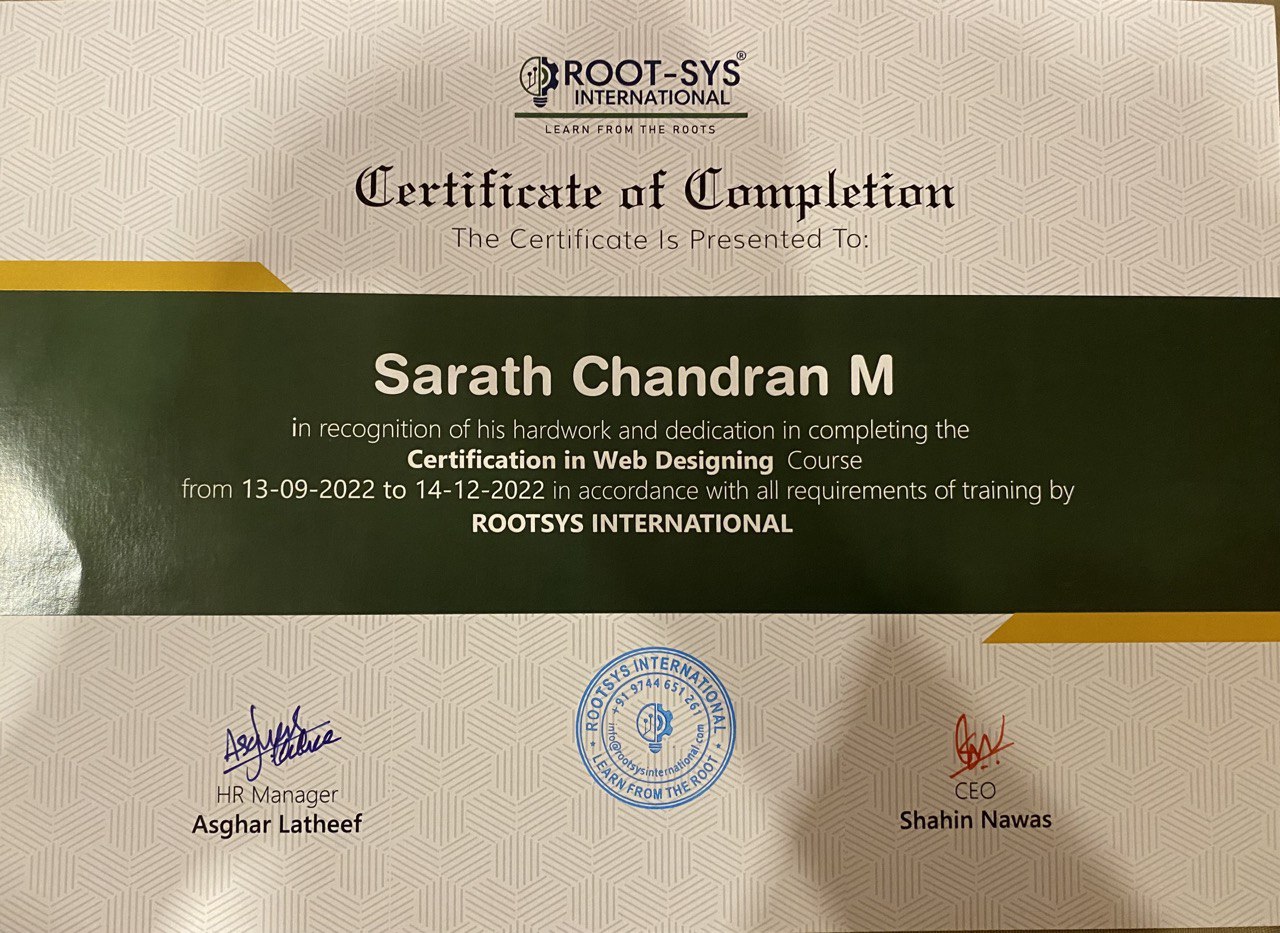 ROOT-SYS®
INTERNATIONAL
LEARN FROM THE ROOTS
Certificate of Completion
The Certificate Is Presented To:
Sarath Chandran M
in recognition of his hardwork and dedication in completing the
Certification in Web Designing Course
from 13-09-2022 to 14-12-2022 in accordance with all requirements of training by
ROOTSYS INTERNATIONAL
ROOTSYS INTERNATIONAL
+91 9744 651 261
info@rootsysinternational.com
LEARN FROM THE ROOT
HR Manager
Asghar Latheef
CEO
Shahin Nawas